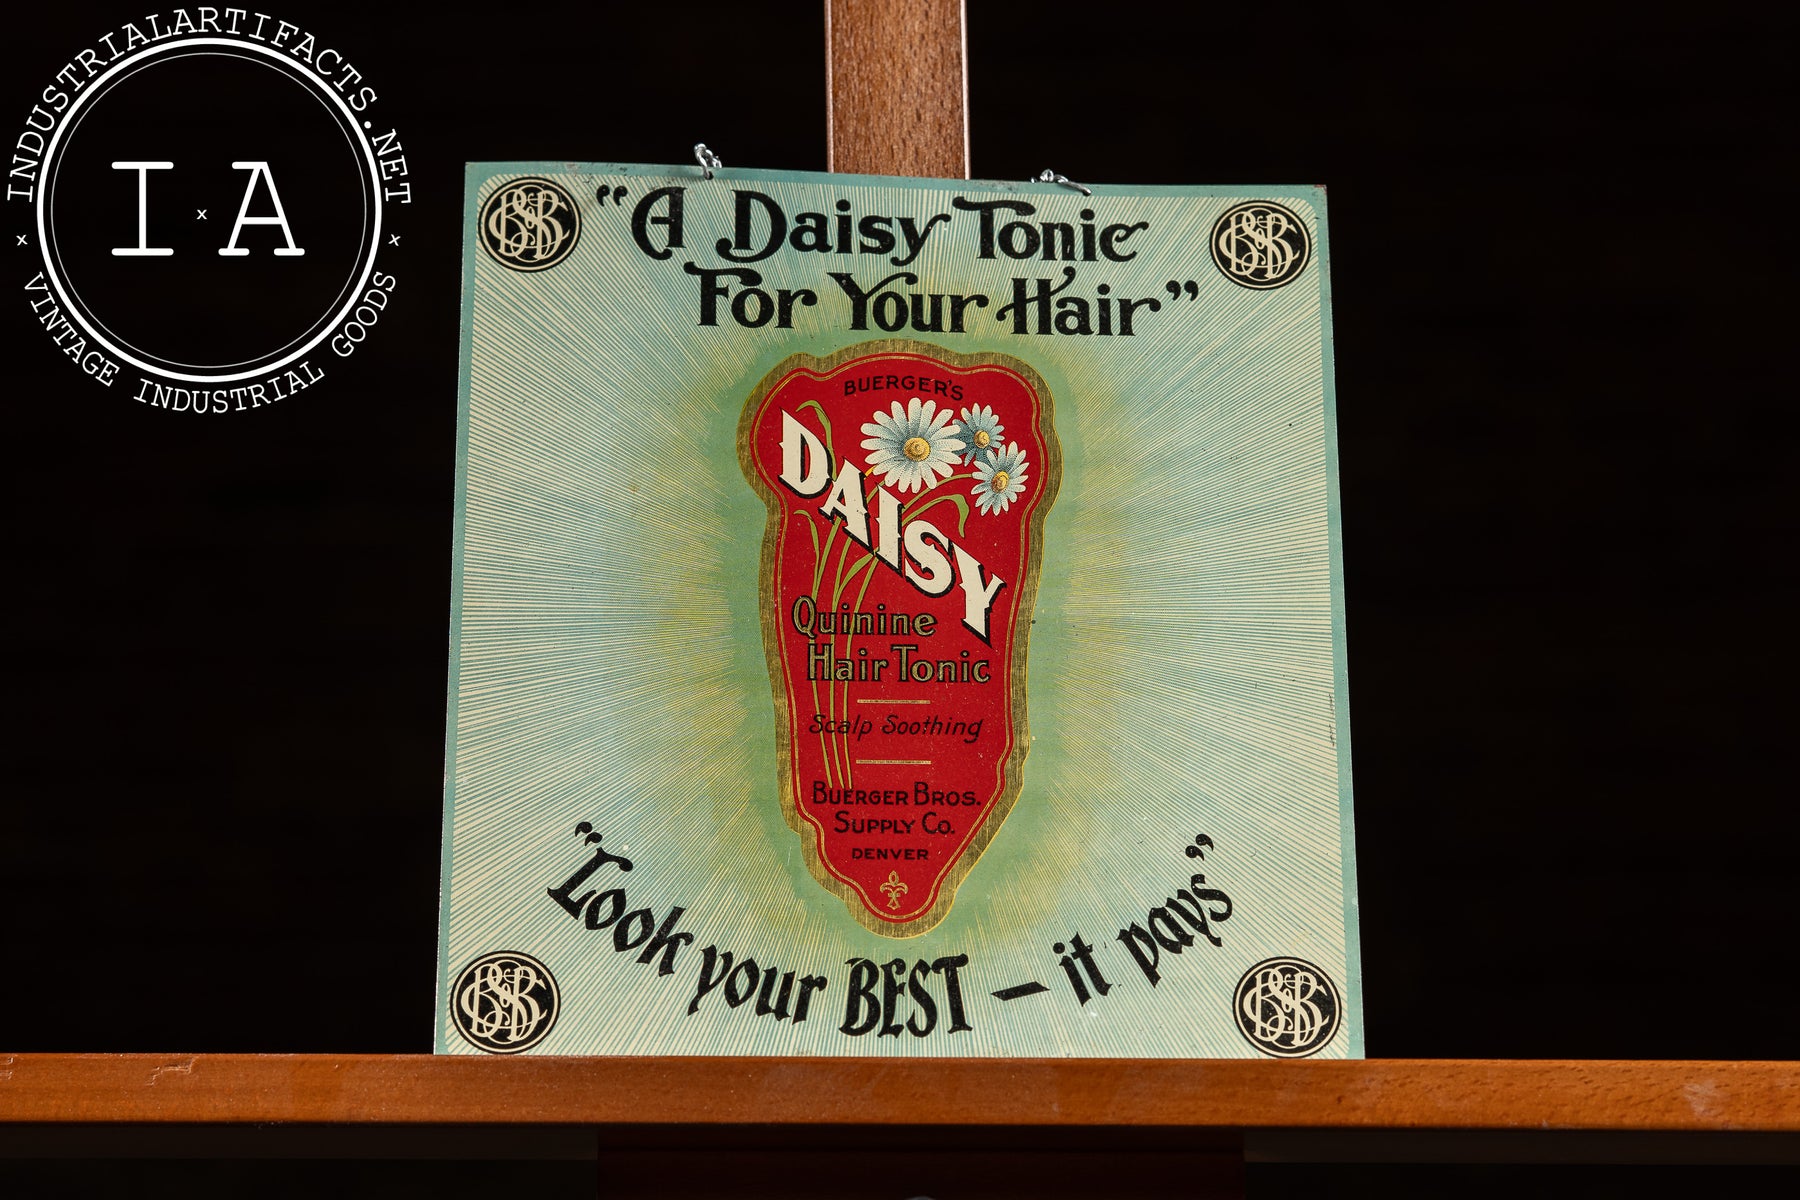 INDUSTRIALARTIFACTS.NET
I x A
x VINTAGE INDUSTRIAL GOODS x
"A Daisy Tonic
For Your Hair"
BUERGER'S
DAISY
Quinine
Hair Tonic
Scalp Soothing
BUERGER BROS.
SUPPLY CO.
DENVER
"Look your BEST – it pays"